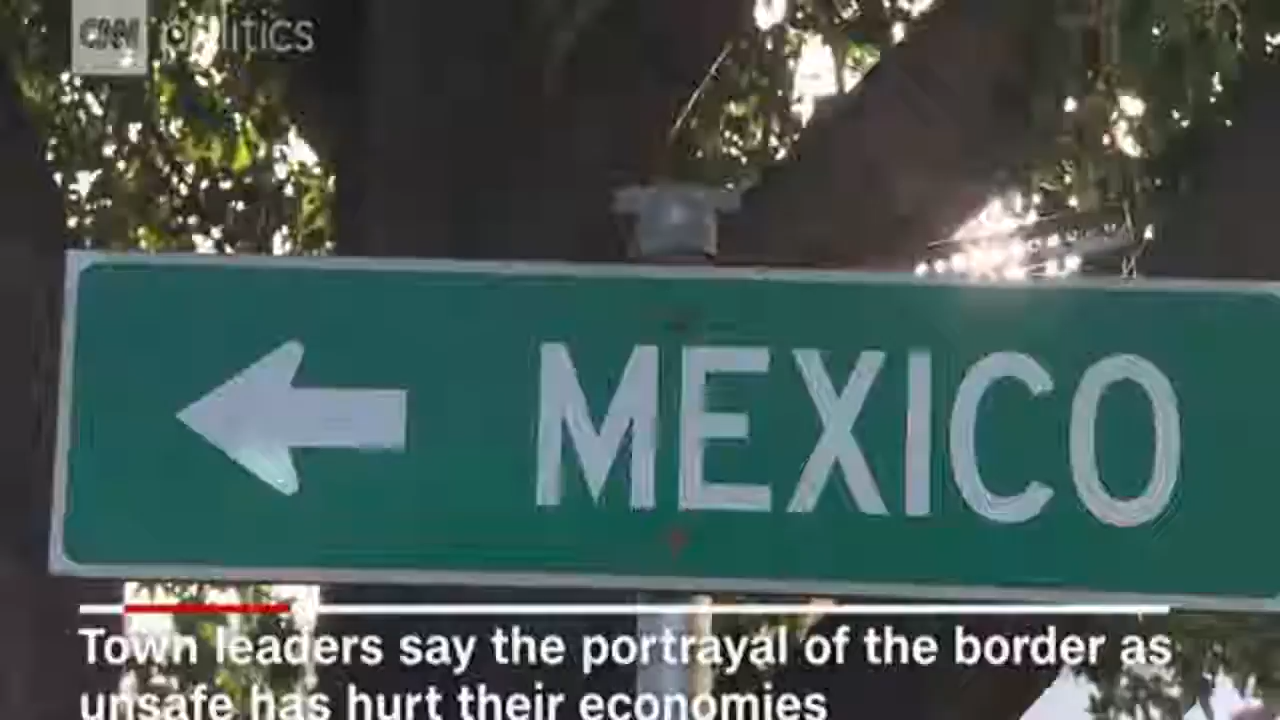 CNN politics
MEXICO
Town leaders say the portrayal of the border as
unsafe has hurt their economies